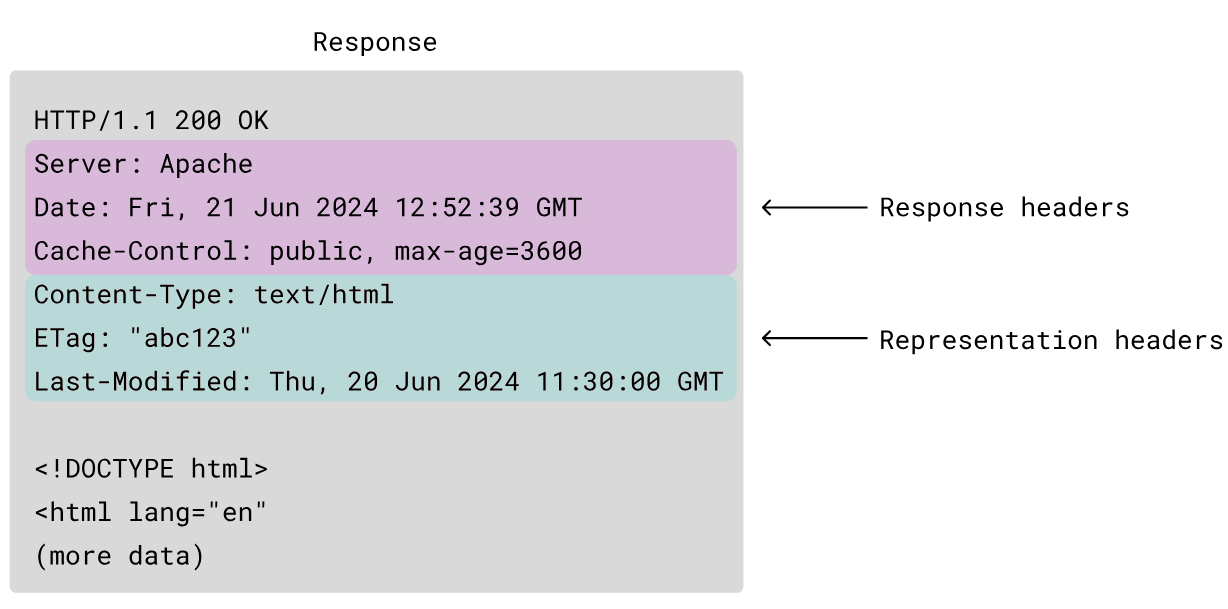 Response
HTTP/1.1 200 OK
Server: Apache
Date: Fri, 21 Jun 2024 12:52:39 GMT
Cache-Control: public, max-age=3600
Response headers
Content-Type: text/html
ETag: "abc123"
Last-Modified: Thu, 20 Jun 2024 11:30:00 GMT
Representation headers
<!DOCTYPE html>
<html lang="en"
(more data)